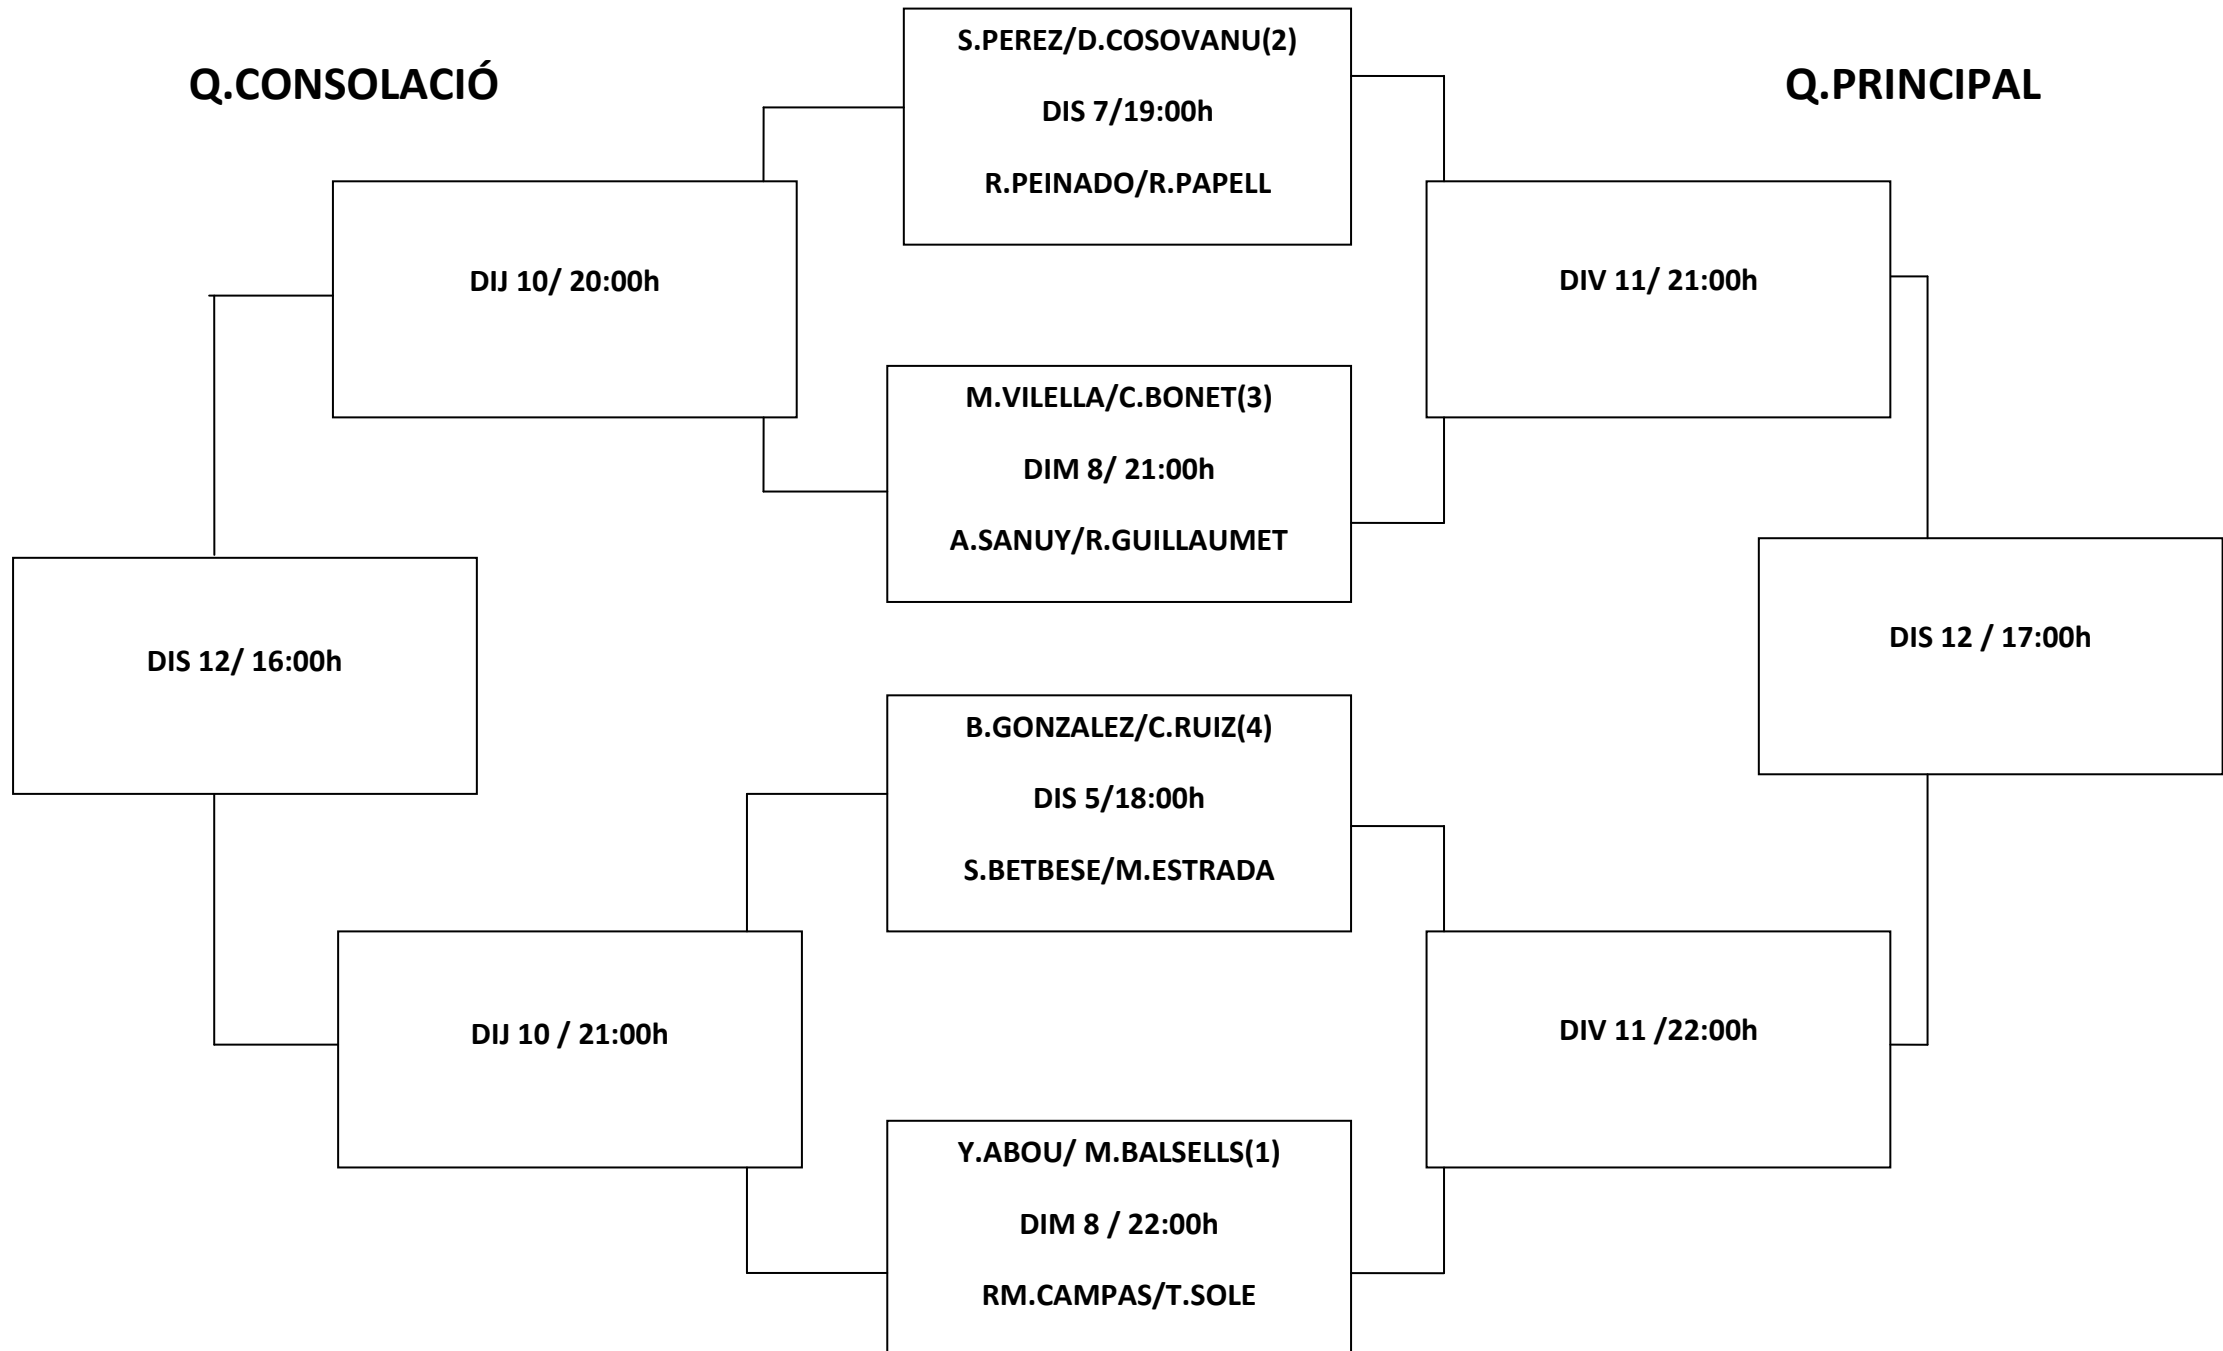 Q.CONSOLACIÓ
Q.PRINCIPAL
S.PEREZ/D.COSOVANU(2)
DIS 7/19:00h
R.PEINADO/R.PAPELL
DIJ 10/ 20:00h
DIV 11/ 21:00h
M.VILELLA/C.BONET(3)
DIM 8/ 21:00h
A.SANUY/R.GUILLAUMET
DIS 12/ 16:00h
DIS 12 / 17:00h
B.GONZALEZ/C.RUIZ(4)
DIS 5/18:00h
S.BETBESE/M.ESTRADA
DIJ 10 / 21:00h
DIV 11 /22:00h
Y.ABOU/ M.BALSELLS(1)
DIM 8 / 22:00h
RM.CAMPAS/T.SOLE